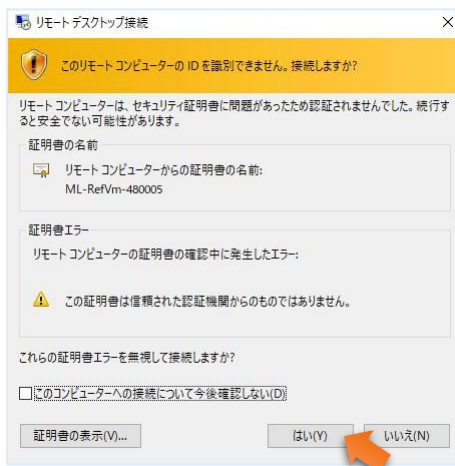 リモート デスクトップ接続
このリモート コンピューターの ID を識別できません。接続しますか?
リモート コンピューターは、セキュリティ証明書に問題があったため認証されませんでした。続行す
ると安全でない可能性があります。
証明書の名前
リモート コンピューターからの証明書の名前:
ML-RefVm-480005
証明書エラー
リモート コンピューターの証明書の確認中に発生したエラー:
この証明書は信頼された証明機関からのものではありません。
これらの証明書エラーを無視して接続しますか?
このコンピューターへの接続について今後確認しない(D)
証明書の表示(V)...
はい(Y)
いいえ(N)